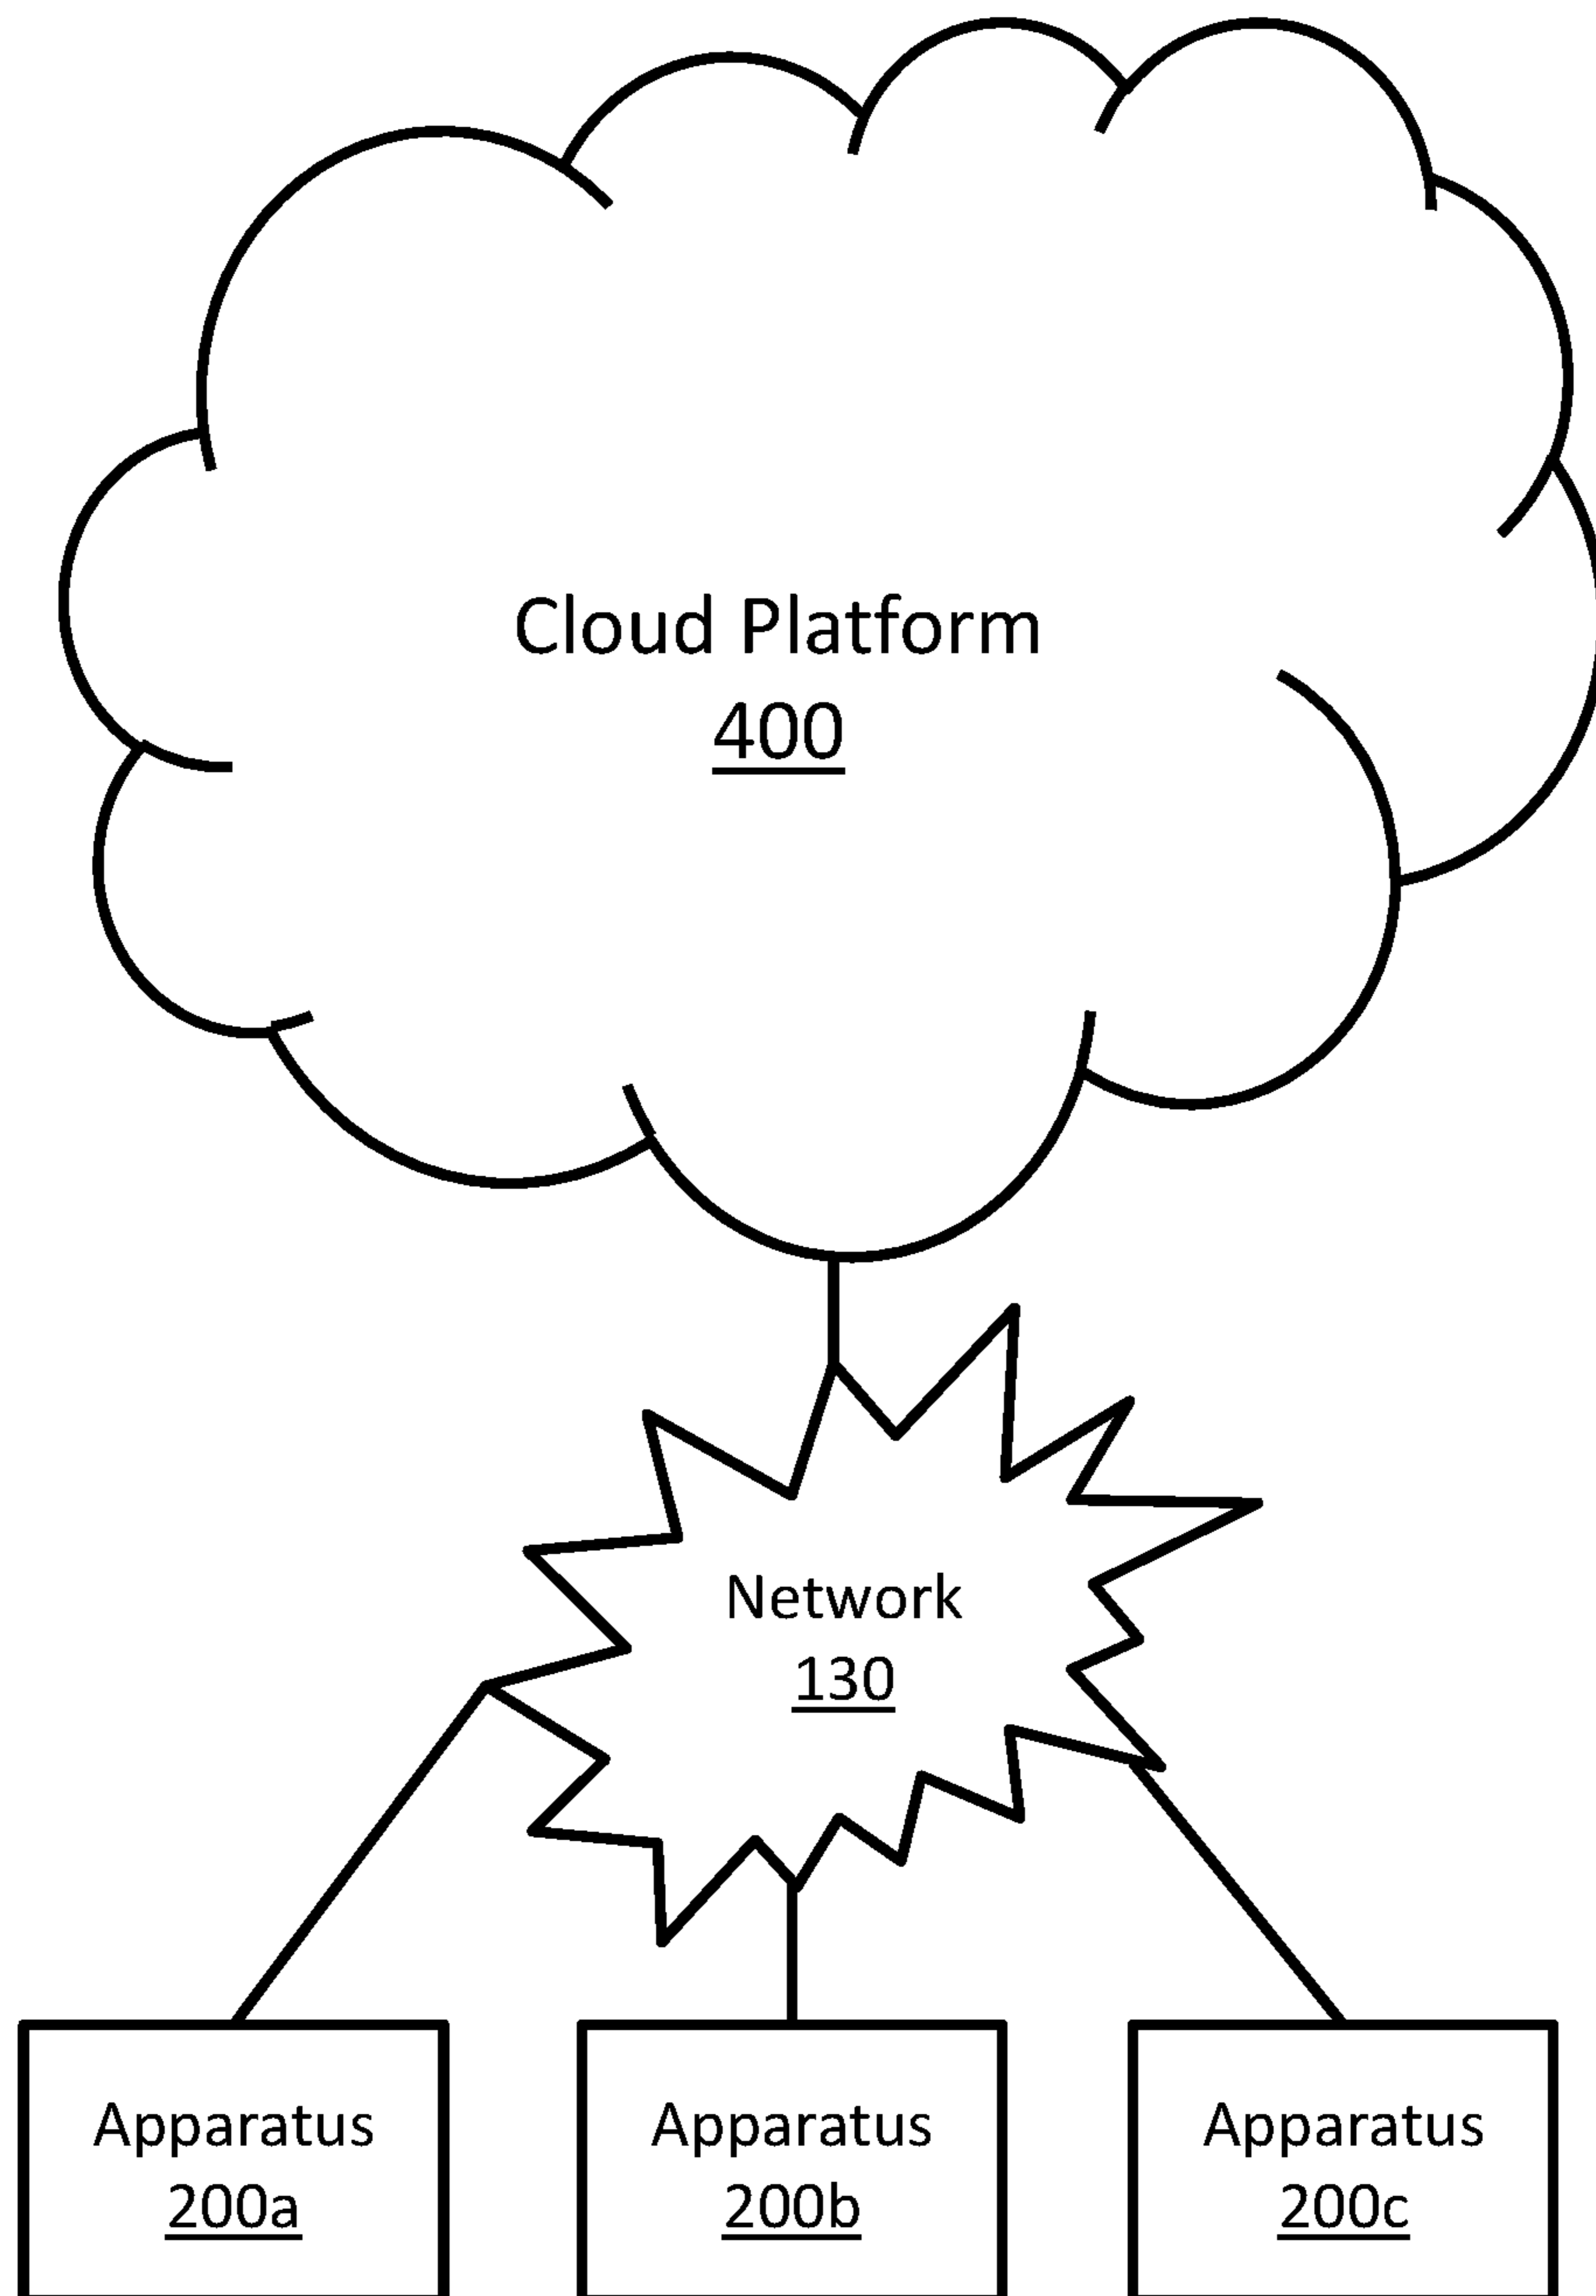 Cloud Platform
400
Network
130
Apparatus
200a
Apparatus
200b
Apparatus
200c